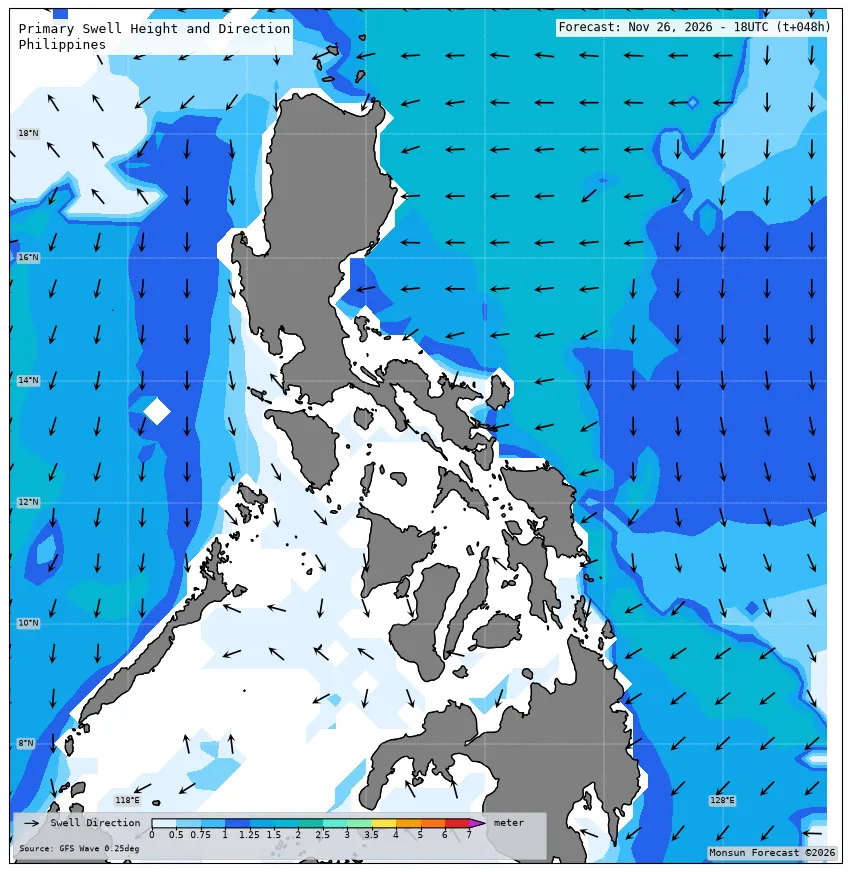 Primary Swell Height and Direction
Philippines
Forecast: Nov 26, 2026 - 18UTC (t+048h)
18°N
16°N
14°N
12°N
10°N
8°N
118°E
128°E
Swell Direction
meter
0 0.5 0.75 1 1.25 1.5 2 2.5 3 3.5 4 5 6 7
Source: GFS Wave 0.25deg
Monsun Forecast ©2026